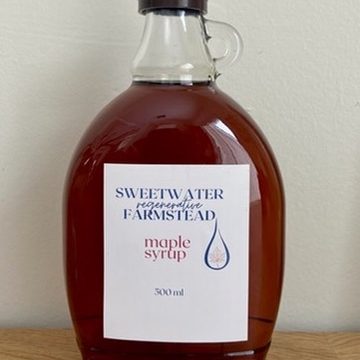 SWEETWATER
regenerative
FARMSTEAD
maple
syrup
500 ml